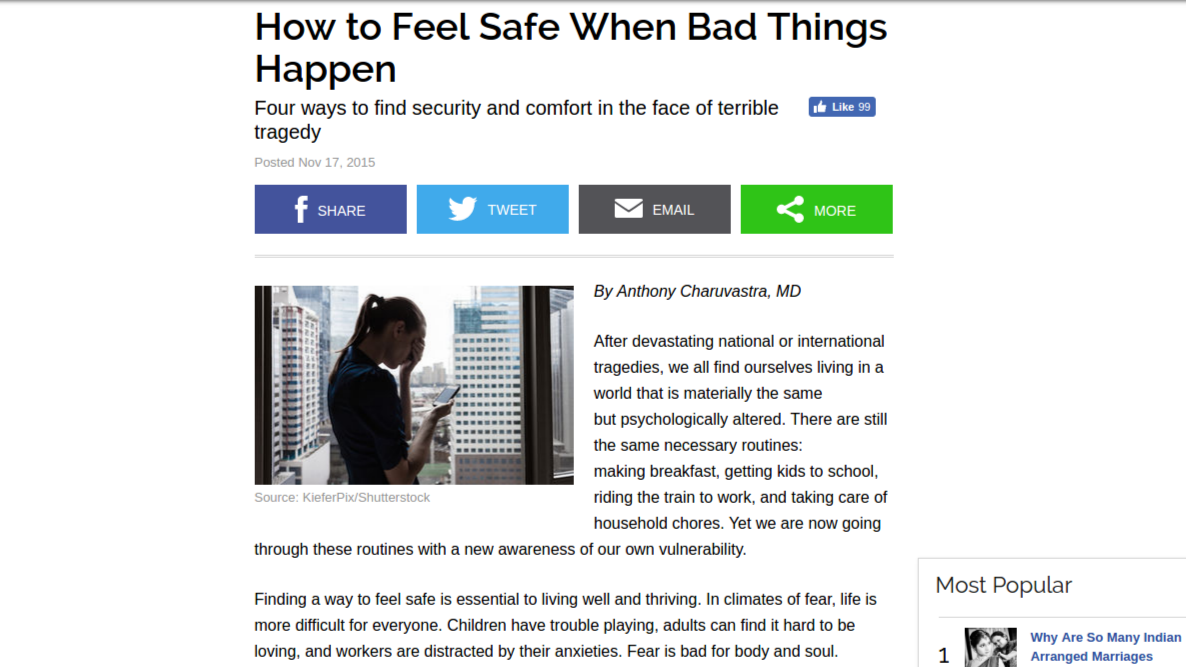 How to Feel Safe When Bad Things
Happen
Four ways to find security and comfort in the face of terrible
tragedy
Like 99
Posted Nov 17, 2015
SHARE
TWEET
EMAIL
MORE
By Anthony Charuvastra, MD
After devastating national or international
tragedies, we all find ourselves living in a
world that is materially the same
but psychologically altered. There are still
the same necessary routines:
making breakfast, getting kids to school,
riding the train to work, and taking care of
household chores. Yet we are now going
Source: KieferPix/Shutterstock
through these routines with a new awareness of our own vulnerability.
Finding a way to feel safe is essential to living well and thriving. In climates of fear, life is
more difficult for everyone. Children have trouble playing, adults can find it hard to be
loving, and workers are distracted by their anxieties. Fear is bad for body and soul.
Most Popular
1
Why Are So Many Indian
Arranged Marriages